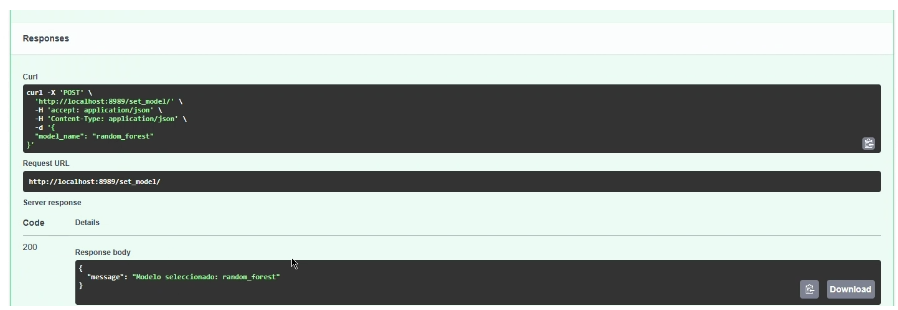 Responses
Curl
curl -X 'POST' \
'http://localhost:8989/set_model/' \
-H 'accept: application/json' \
-H 'Content-Type: application/json' \
-d '{
"model_name": "random_forest"
}'
Request URL
http://localhost:8989/set_model/
Server response
Code Details
200
Response body
{
"message": "Modelo seleccionado: random_forest"
}
Download